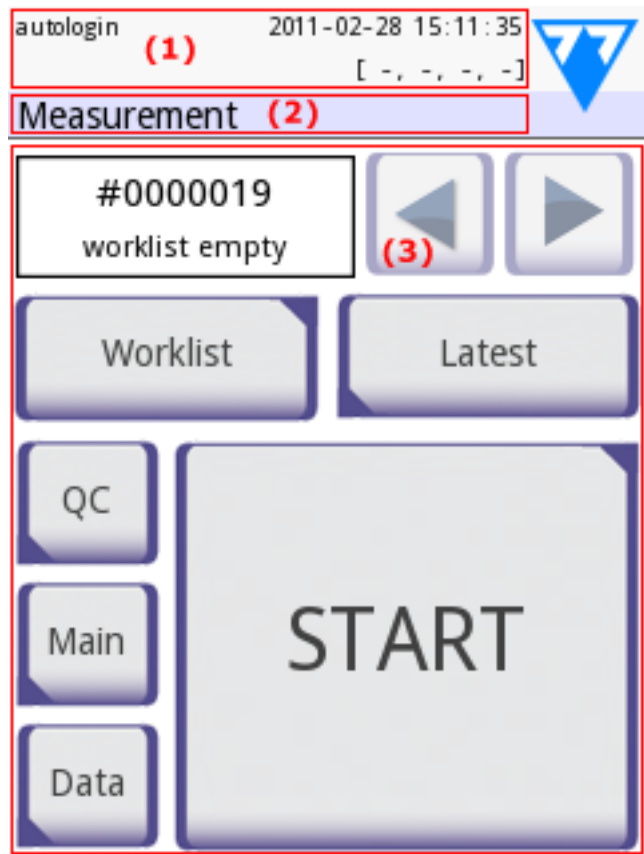 autologin (1) 2011-02-28 15:11:35
[ -, -, -, -]
Measurement (2)
#0000019
worklist empty
(3)
Worklist Latest
QC
START
Main
Data